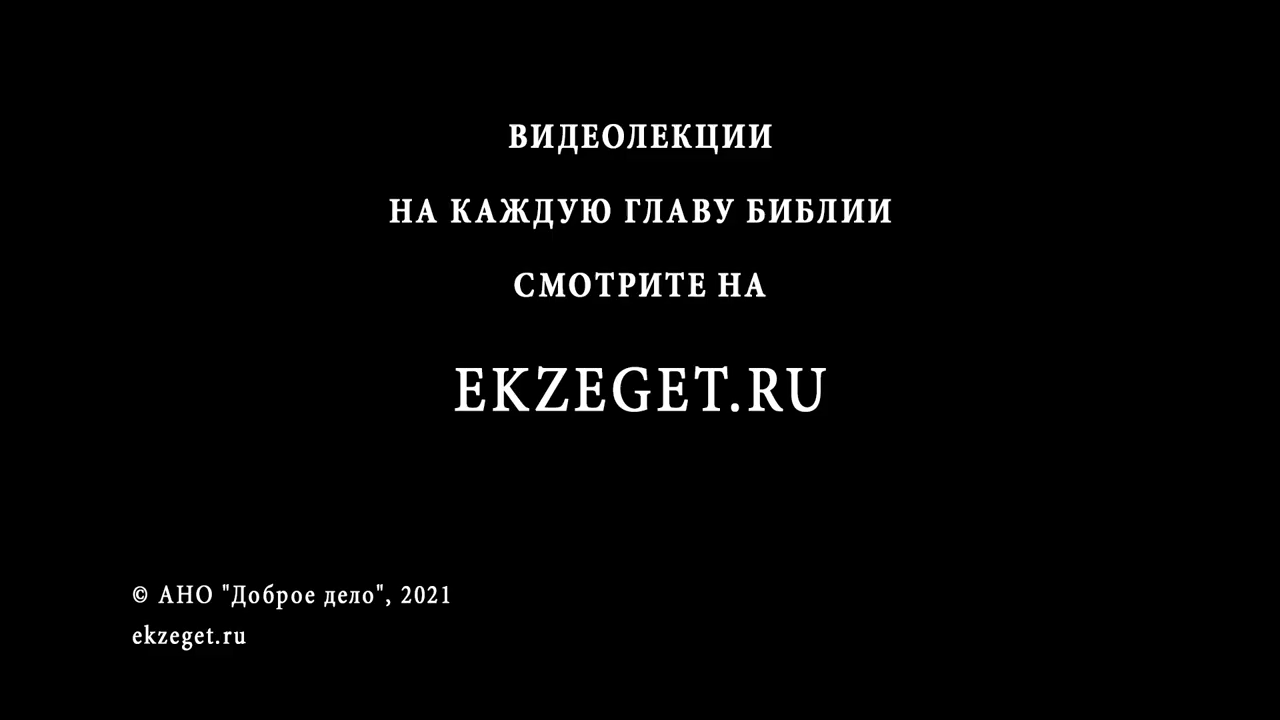 ВИДЕОЛЕКЦИИ
НА КАЖДУЮ ГЛАВУ БИБЛИИ
СМОТРИТЕ НА
EKZEGET.RU
© АНО "Доброе дело", 2021
ekzeget.ru